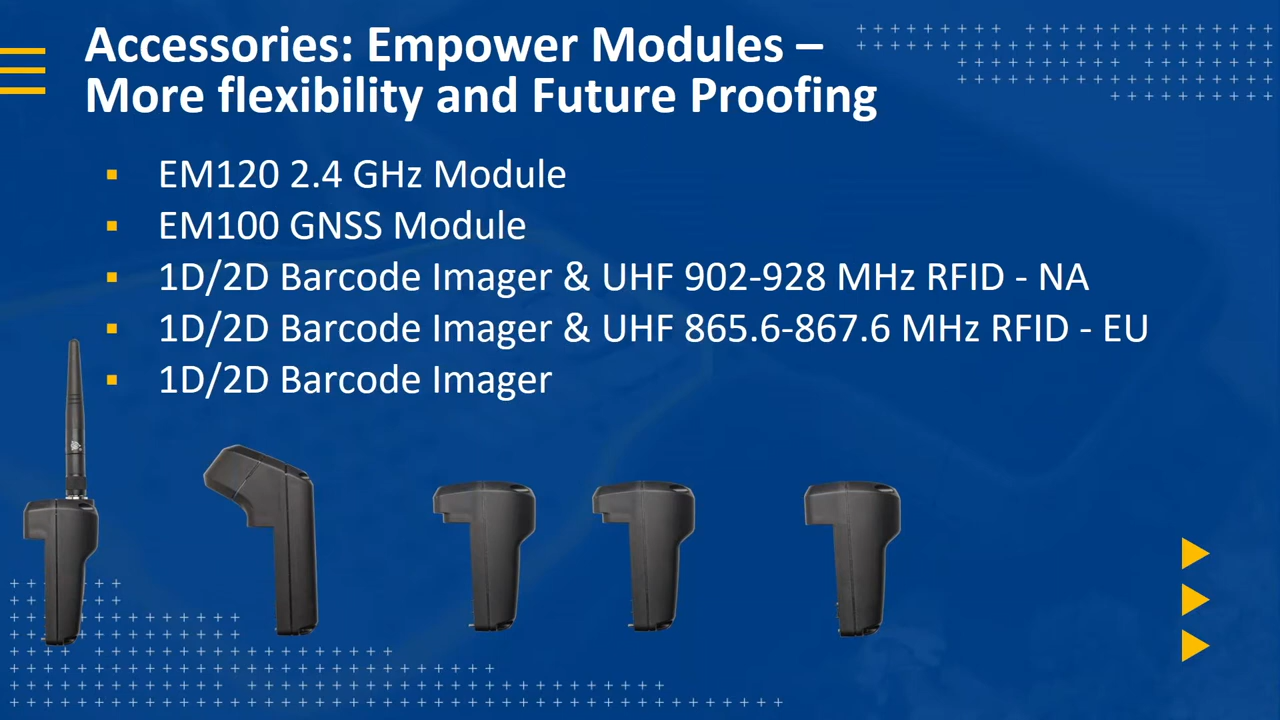 Accessories: Empower Modules –
More flexibility and Future Proofing
▪ EM120 2.4 GHz Module
▪ EM100 GNSS Module
▪ 1D/2D Barcode Imager & UHF 902-928 MHz RFID - NA
▪ 1D/2D Barcode Imager & UHF 865.6-867.6 MHz RFID - EU
▪ 1D/2D Barcode Imager